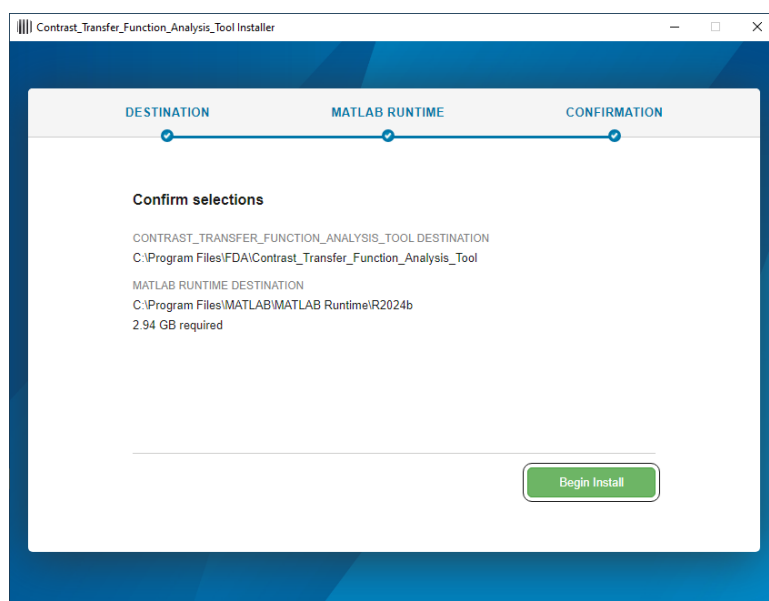 Contrast_Transfer_Function_Analysis_Tool Installer
DESTINATION
MATLAB RUNTIME
CONFIRMATION
Confirm selections
CONTRAST_TRANSFER_FUNCTION_ANALYSIS_TOOL DESTINATION
C:\Program Files\FDA\Contrast_Transfer_Function_Analysis_Tool
MATLAB RUNTIME DESTINATION
C:\Program Files\MATLAB\MATLAB Runtime\R2024b
2.94 GB required
Begin Install